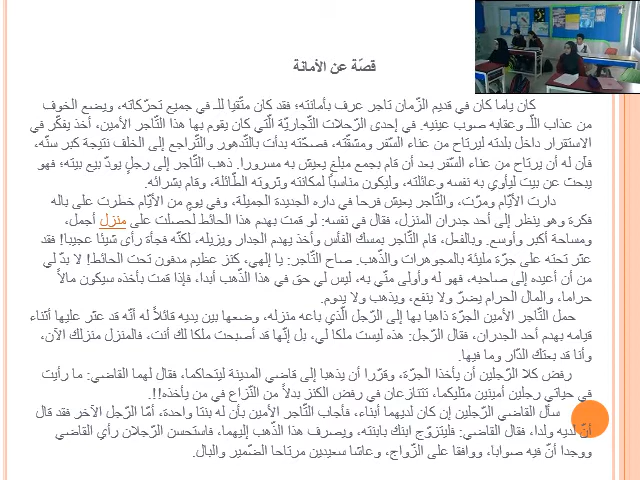 قصّة عن الأمانة
كان ياما كان في قديم الزّمان تاجر عرف بأمانته؛ فقد كان متّقيا للـه في جميع تحرّكاته، ويضع الخوف
من عذاب اللّه وعقابه صوب عينيه. في إحدى الرّحلات التّجاريّة الّتي كان يقوم بها هذا التّاجر الأمين، أخذ يفكّر في
الاستقرار داخل بلدته ليرتاح من عناء السّفر ومشقّته، فصحّته بدأت بالتّدهور والتّراجع إلى الخلف نتيجة كبر سنّه،
فآن له أن يرتاح من عناء السّفر بعد أن قام بجمع مبلغ يعيش به مسرورا. ذهب التّاجر إلى رجلٍ يودّ بيع بيته؛ فهو
يبحث عن بيت ليأوي به نفسه وعائلته، وليكون مناسباً لمكانته وثروته الطّائلة، وقام بشرائه.
دارت الأيّام ومرّت، والتّاجر يعيش فرحا في داره الجديدة الجميلة، وفي يوم من الأيّام خطرت على باله
فكرة وهو ينظر إلى أحد جدران المنزل، فقال في نفسه: لو قمت بهدم هذا الحائط لحصلت على منزل أجمل،
ومساحة أكبر وأوسع. وبالفعل، قام التّاجر بمسك الفأس وأخذ يهدم الجدار ويزيله، لكنّه فجأة رأى شيئا عجيبا! فقد
عثر تحته على جرّة مليئة بالمجوهرات والذّهب. صاح التّاجر: يا إلهي، كنز عظيم مدفون تحت الحائط! لا بدّ لي
من أن أعيده إلى صاحبه، فهو له وأولى منّي به، ليس لي حق في هذا الذّهب أبدا، فإذا قمت بأخذه سيكون مالاً
حراما، والمال الحرام يضرّ ولا ينفع، ويذهب ولا يدوم.
حمل التّاجر الأمين الجرّة ذاهبا بها إلى الرّجل الّذي باعه منزله، وضعها بين يديه قائلاً له أنّه قد عثر عليها أثناء
قيامه بهدم أحد الجدران، فقال الرّجل: هذه ليست ملكا لي، بل إنّها قد أصبحت ملكا لك أنت، فالمنزل منزلك الآن،
وأنا قد بعتك الدّار وما فيها.
رفض كلا الرّجلين أن يأخذا الجرّة، وقرّرا أن يذهبا إلى قاضي المدينة ليتحاكما، فقال لهما القاضي: ما رأيت
في حياتي رجلين أمينين مثليكما، تتنازعان في رفض الكنز بدلاً من النّزاع في من يأخذه!!.
سأل القاضي الرّجلين إن كان لديهما أبناء، فأجاب التّاجر الأمين بأن له بنتا واحدة، أمّا الرّجل الآخر فقد قال
أنّ لديه ولدا، فقال القاضي: فليتزوّج ابنك بابنته، ويصرف هذا الذّهب إليهما، فاستحسن الرّجلان رأي القاضي
ووجدا أنّ فيه صوابا، ووافقا على الزّواج، وعاشا سعيدين مرتاحا الضّمير والبال.